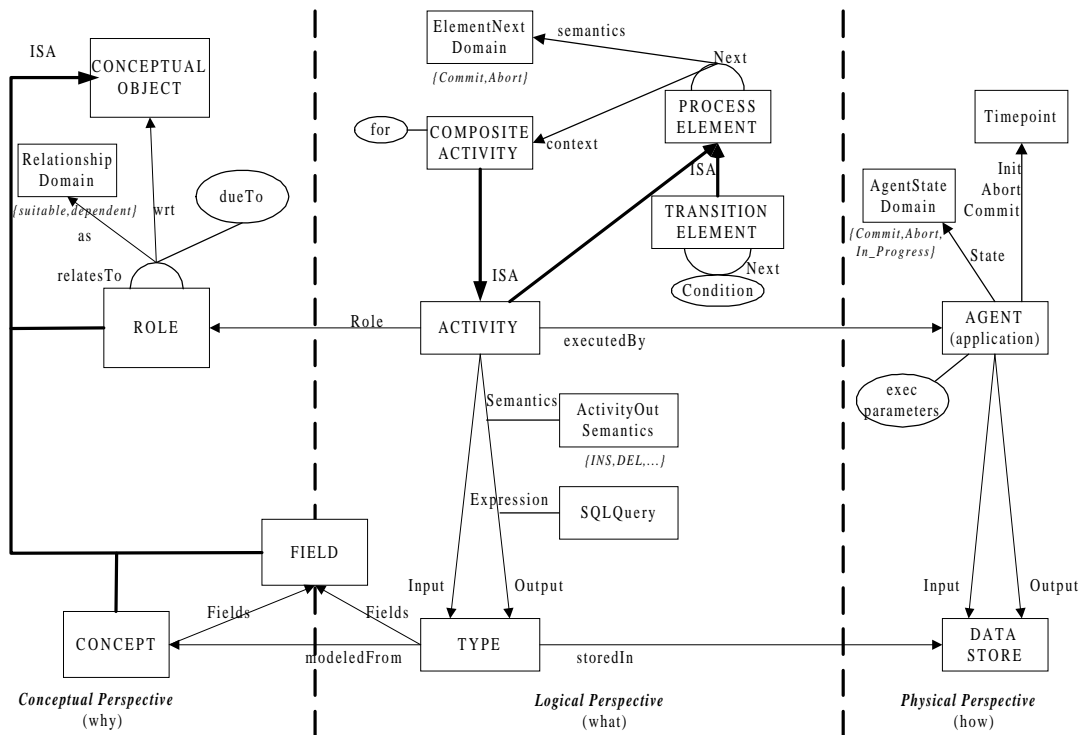 ISA
CONCEPTUAL
OBJECT
Relationship
Domain
{suitable,dependent}
as
wrt
dueTo
relatesTo
ROLE
FIELD
Fields
CONCEPT
Conceptual Perspective
(why)
ElementNext
Domain
{Commit,Abort}
semantics
Next
PROCESS
ELEMENT
for
COMPOSITE
ACTIVITY
context
ISA
TRANSITION
ELEMENT
Next
Condition
ISA
Role
ACTIVITY
executedBy
Semantics
ActivityOut
Semantics
{INS,DEL,...}
Expression
SQLQuery
Input
Output
Fields
TYPE
modeledFrom
storedIn
Logical Perspective
(what)
Timepoint
Init
Abort
Commit
AgentState
Domain
{Commit,Abort,
In_Progress}
State
AGENT
(application)
exec
parameters
Input
Output
DATA
STORE
Physical Perspective
(how)